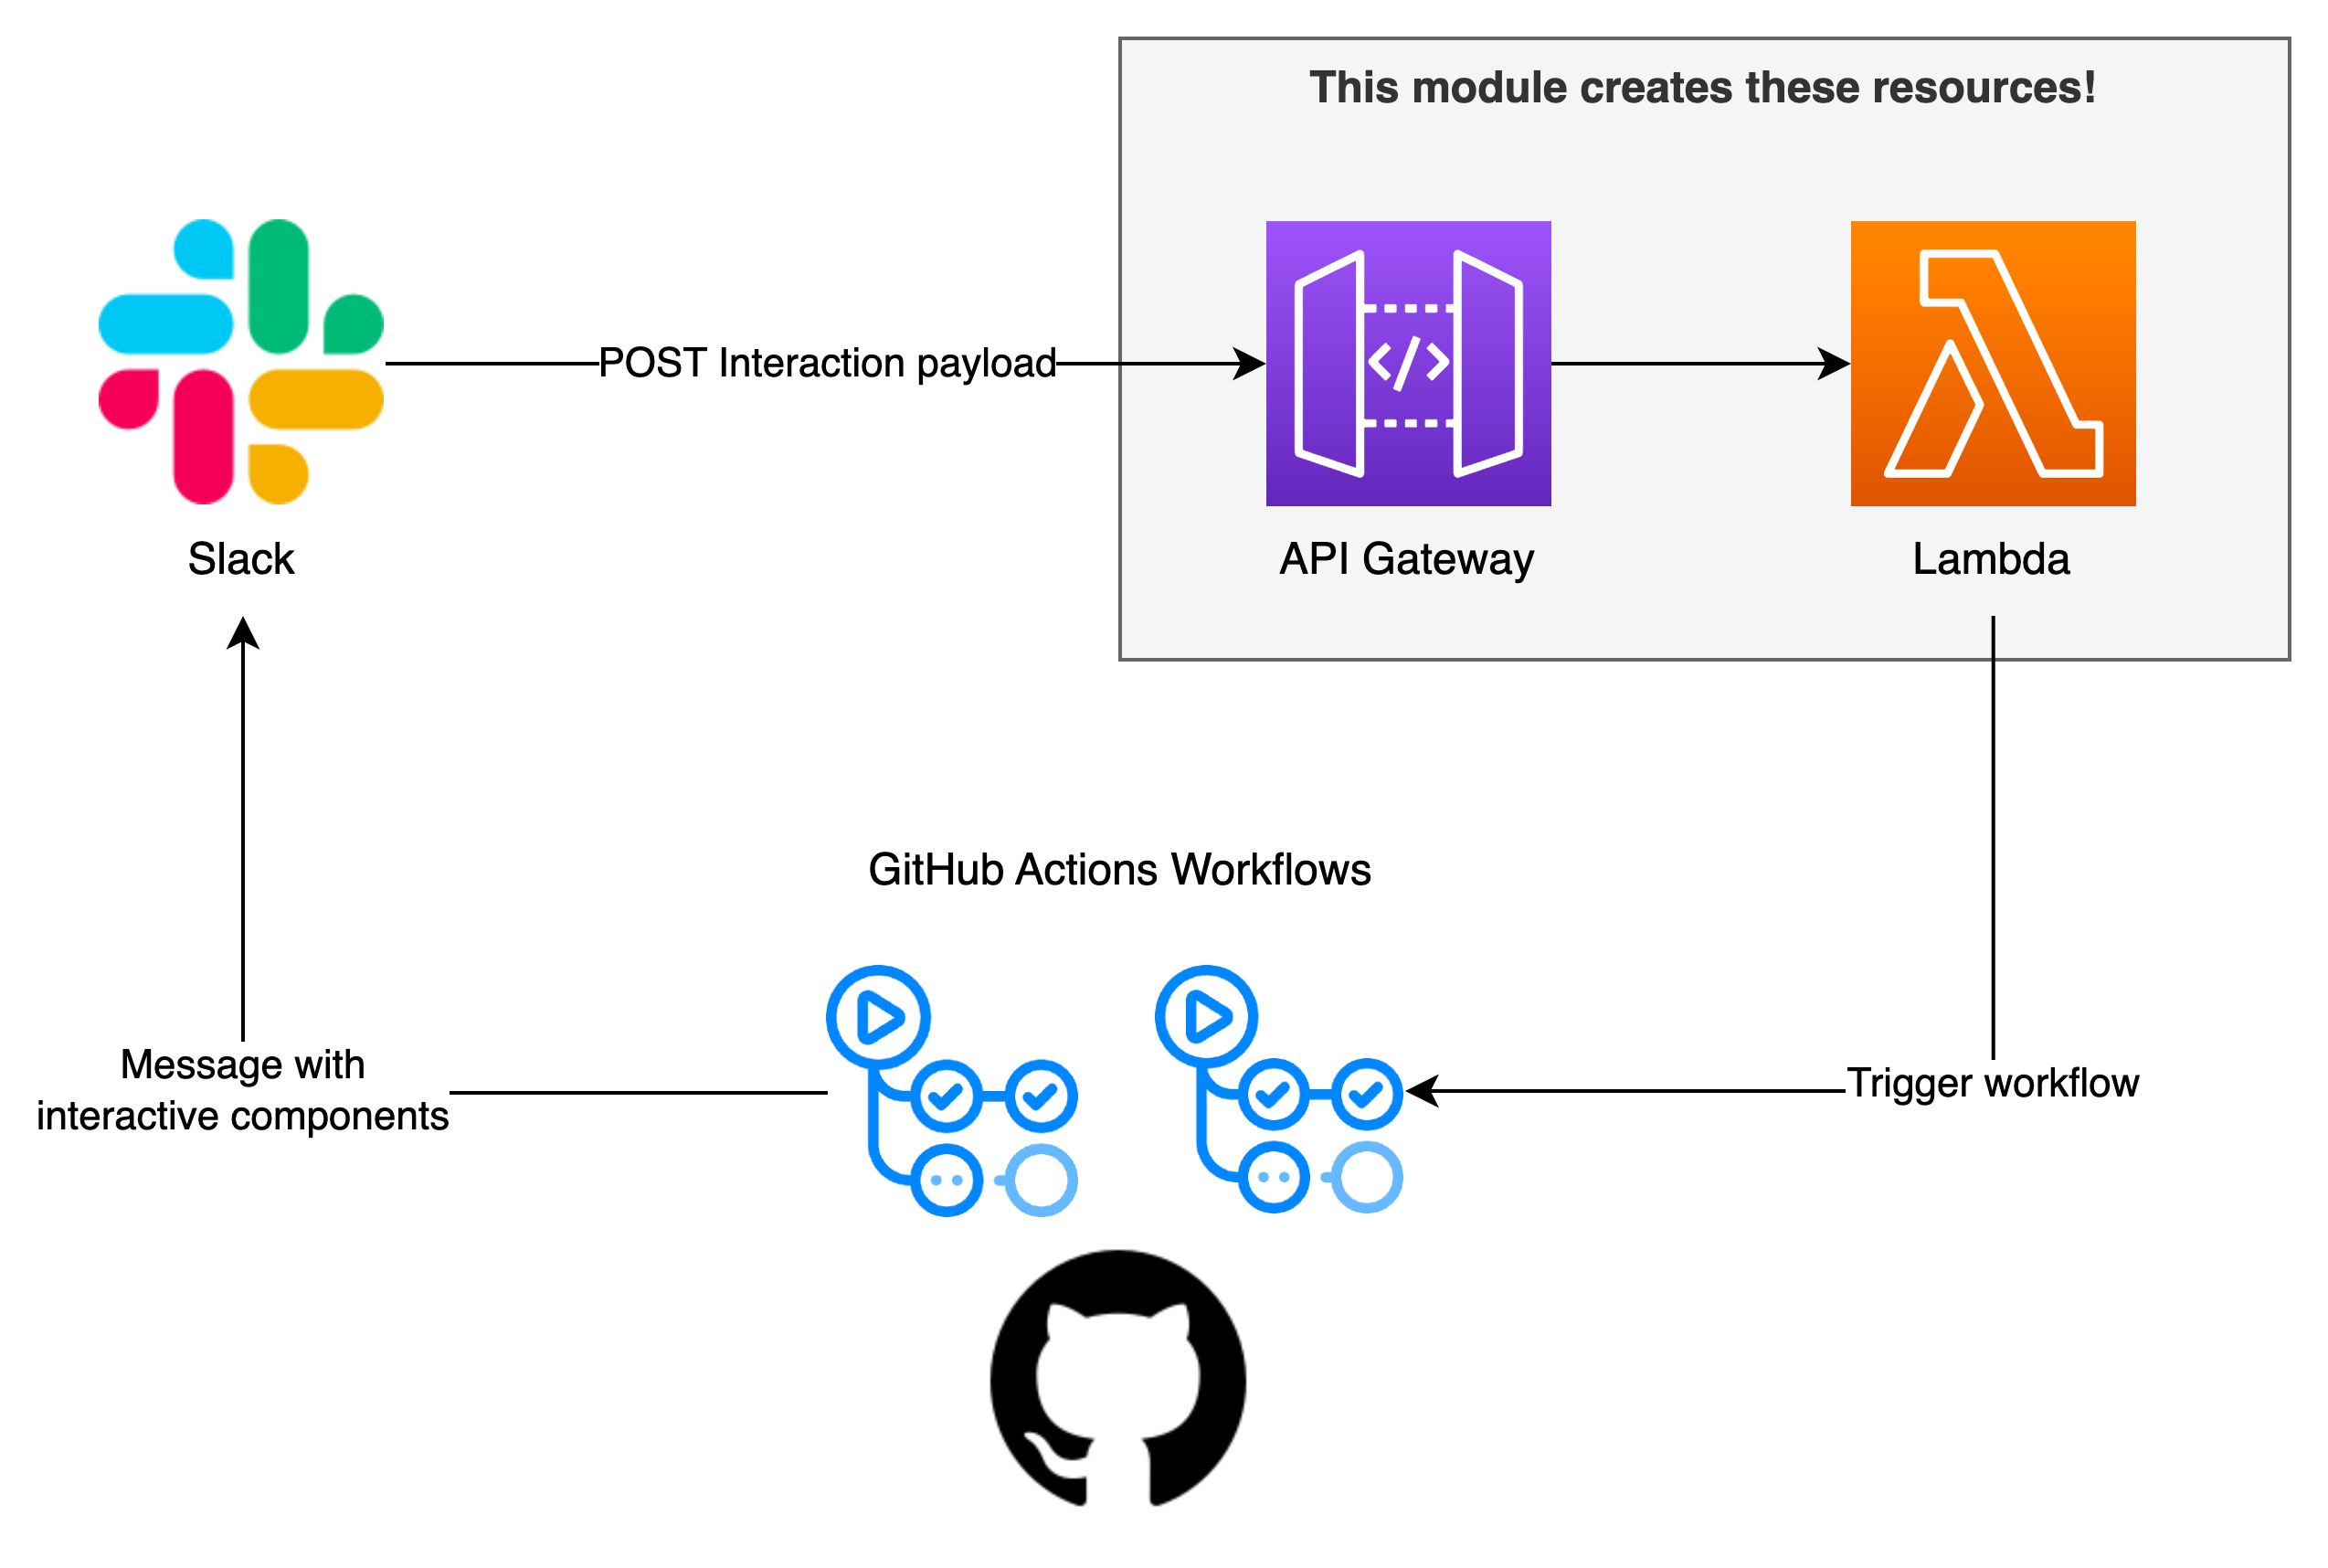 This module creates these resources!
POST Interaction payload
Slack
API Gateway
Lambda
GitHub Actions Workflows
Message with
interactive components
Trigger workflow